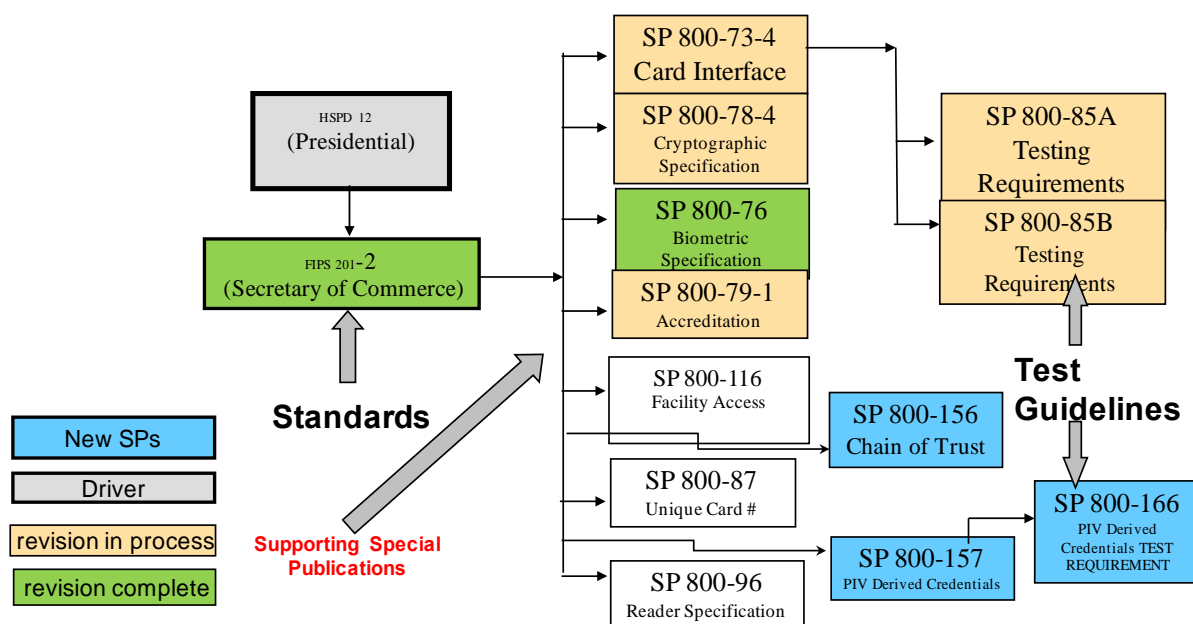 HSPD 12
(Presidential)
FIPS 201-2
(Secretary of Commerce)
Standards
Supporting Special
Publications
New SPs
Driver
revision in process
revision complete
SP 800-73-4
Card Interface
SP 800-78-4
Cryptographic
Specification
SP 800-76
Biometric
Specification
SP 800-79-1
Accreditation
SP 800-116
Facility Access
SP 800-87
Unique Card #
SP 800-96
Reader Specification
SP 800-85A
Testing
Requirements
SP 800-85B
Testing
Requirements
Test
Guidelines
SP 800-156
Chain of Trust
SP 800-157
PIV Derived Credentials
SP 800-166
PIV Derived
Credentials TEST
REQUIREMENT